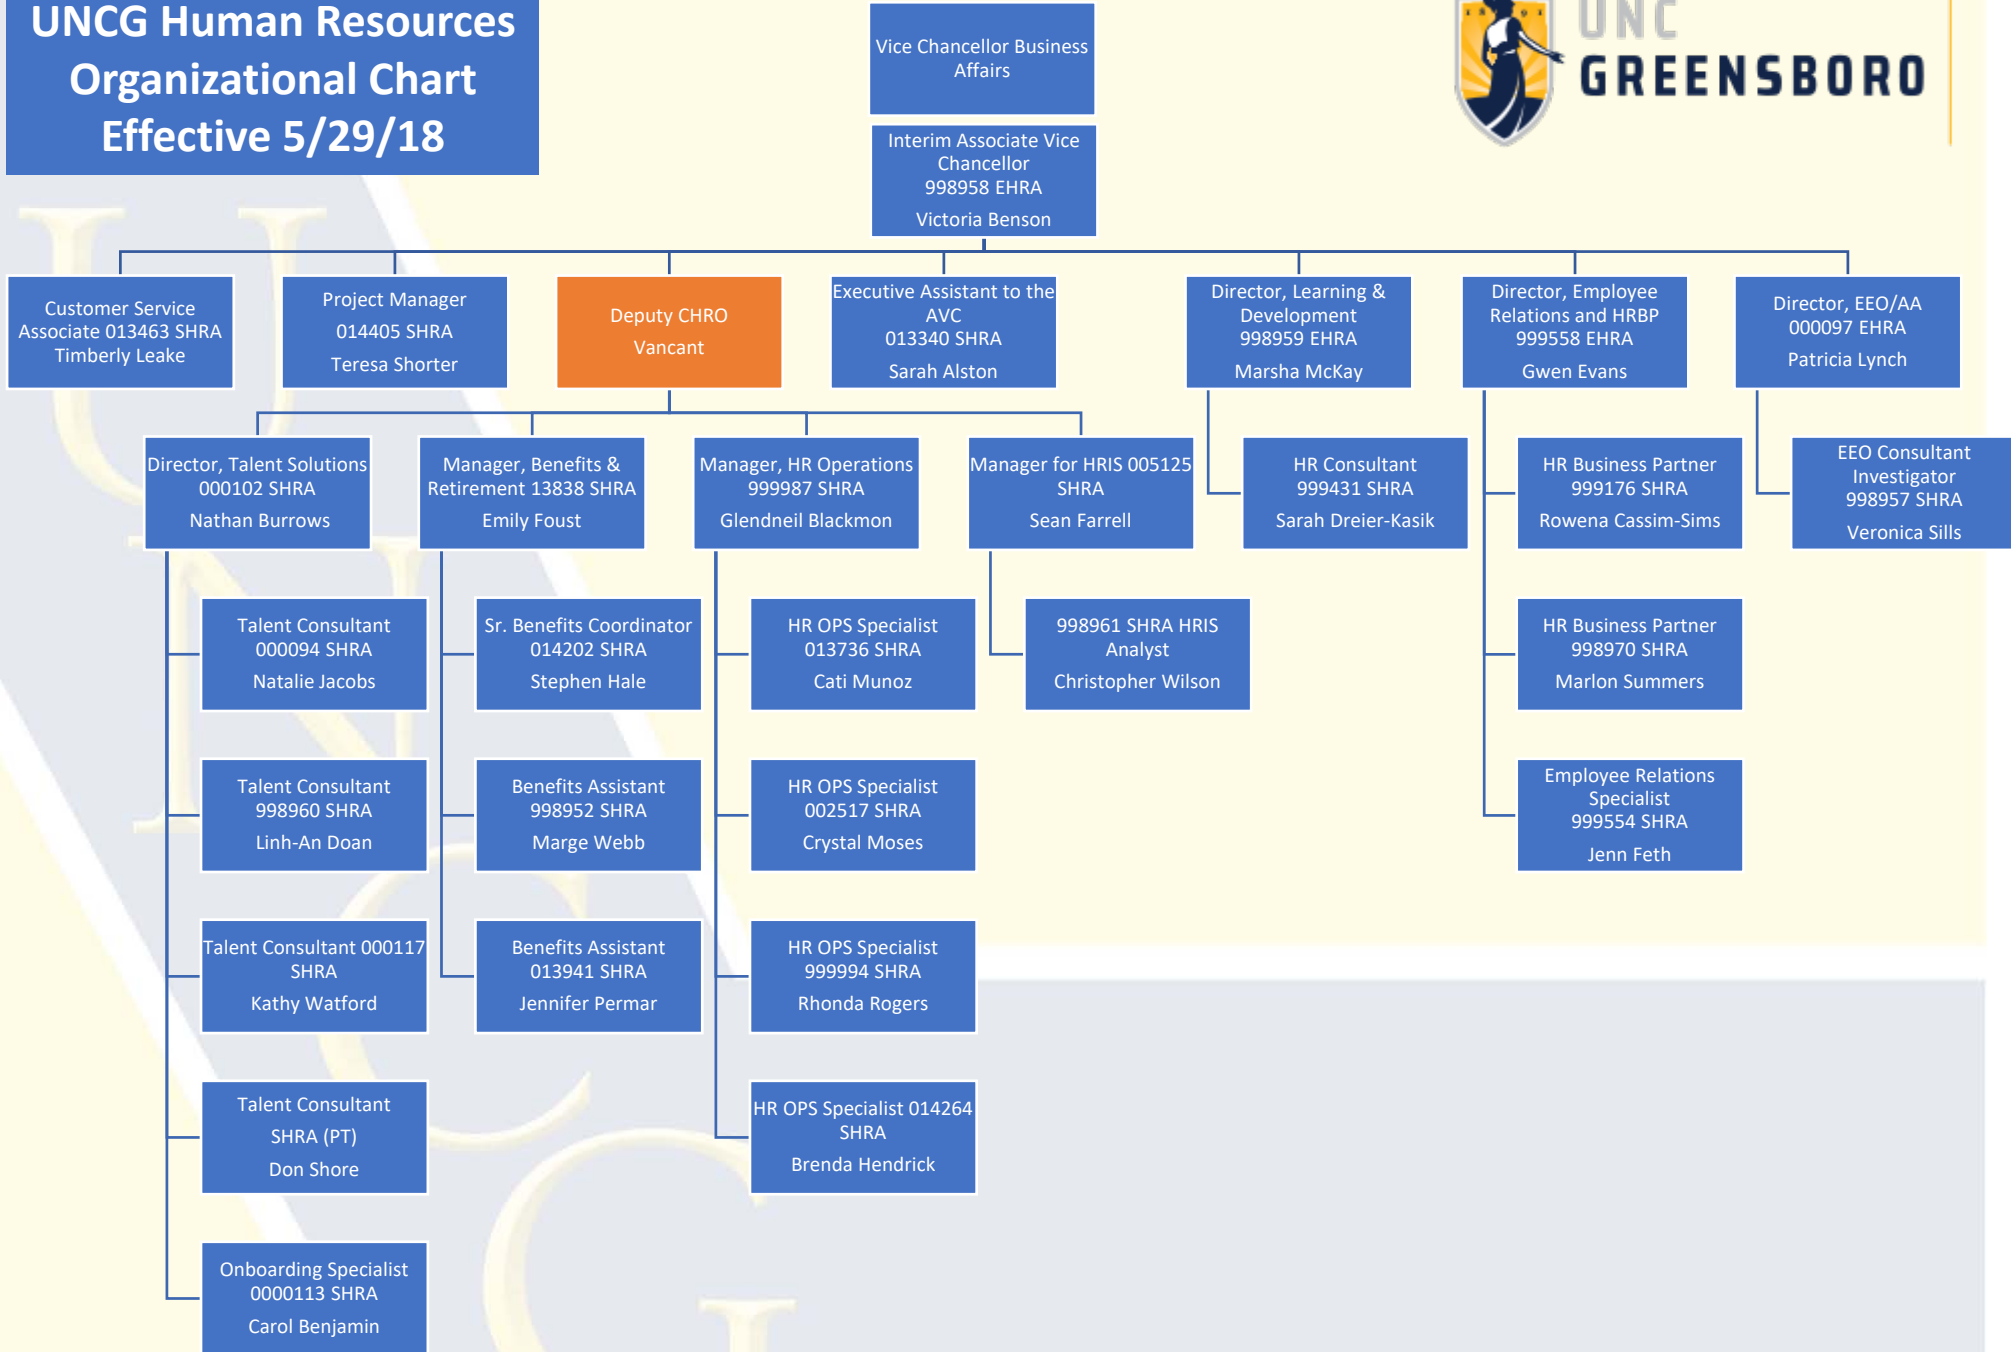 UNCG Human Resources
Organizational Chart
Effective 5/29/18
Vice Chancellor Business
Affairs
UNC
GREENSBORO
Interim Associate Vice
Chancellor
998958 EHRA
Victoria Benson
Customer Service
Associate 013463 SHRA
Timberly Leake
Project Manager
014405 SHRA
Teresa Shorter
Deputy CHRO
Vancant
Executive Assistant to the
AVC
013340 SHRA
Sarah Alston
Director, Learning &
Development
998959 EHRA
Marsha McKay
Director, Employee
Relations and HRBP
999558 EHRA
Gwen Evans
Director, EEO/AA
000097 EHRA
Patricia Lynch
Director, Talent Solutions
000102 SHRA
Nathan Burrows
Manager, Benefits &
Retirement 13838 SHRA
Emily Foust
Manager, HR Operations
999987 SHRA
Glendneil Blackmon
Manager for HRIS 005125
SHRA
Sean Farrell
HR Consultant
999431 SHRA
Sarah Dreier-Kasik
HR Business Partner
999176 SHRA
Rowena Cassim-Sims
EEO Consultant
Investigator
998957 SHRA
Veronica Sills
Talent Consultant
000094 SHRA
Natalie Jacobs
Sr. Benefits Coordinator
014202 SHRA
Stephen Hale
HR OPS Specialist
013736 SHRA
Cati Munoz
998961 SHRA HRIS
Analyst
Christopher Wilson
HR Business Partner
998970 SHRA
Marlon Summers
Talent Consultant
998960 SHRA
Linh-An Doan
Benefits Assistant
998952 SHRA
Marge Webb
HR OPS Specialist
002517 SHRA
Crystal Moses
Employee Relations
Specialist
999554 SHRA
Jenn Feth
Talent Consultant 000117
SHRA
Kathy Watford
Benefits Assistant
013941 SHRA
Jennifer Permar
HR OPS Specialist
999994 SHRA
Rhonda Rogers
Talent Consultant
SHRA (PT)
Don Shore
HR OPS Specialist 014264
SHRA
Brenda Hendrick
Onboarding Specialist
0000113 SHRA
Carol Benjamin